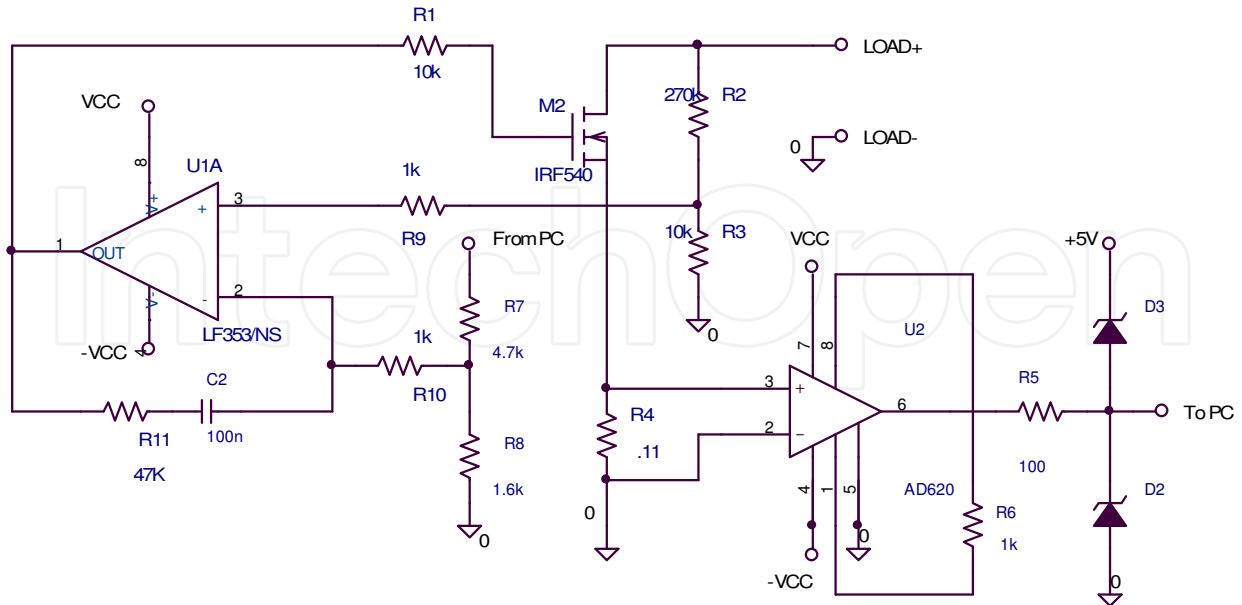 R1
10k
LOAD+
VCC
M2
270k
R2
LOAD-
0
8
U1A
1k
IRF540
V+
3
+
R9
10k
R3
From PC
VCC
+5V
1
OUT
2
-
V-
LF353/NS
-VCC
4
1k
R7
4.7k
0
U2
D3
7
8
C2
R10
3
+
6
R5
To PC
R11
100n
47K
R8
1.6k
R4
.11
2
−
100
0
0
4
1
5
AD620
R6
1k
D2
-VCC
0
0
IntechOpen